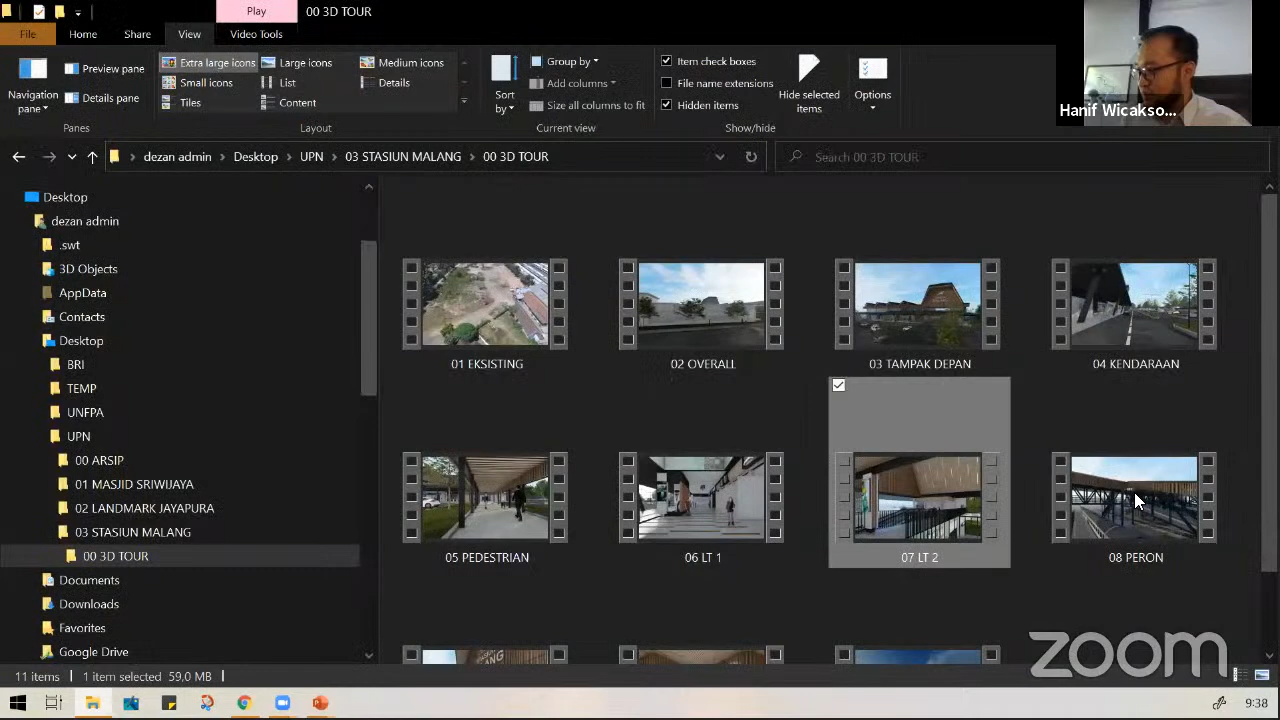 Play
00 3D TOUR
File
Home
Share
View
Video Tools
Navigation pane
Preview pane
Details pane
Panes
Extra large icons
Large icons
Medium icons
Small icons
List
Details
Tiles
Content
Layout
Sort by
Group by
Add columns
Size all columns to fit
Current view
Item check boxes
File name extensions
Hidden items
Hide selected items
Show/hide
Options
Hanif Wicakso...
dezan admin
Desktop
UPN
03 STASIUN MALANG
00 3D TOUR
Search 00 3D TOUR
Desktop
dezan admin
.swt
3D Objects
AppData
Contacts
Desktop
BRI
TEMP
UNFPA
UPN
00 ARSIP
01 MASJID SRIWIJAYA
02 LANDMARK JAYAPURA
03 STASIUN MALANG
00 3D TOUR
Documents
Downloads
Favorites
Google Drive
01 EKSISTING
02 OVERALL
03 TAMPAK DEPAN
04 KENDARAAN
05 PEDESTRIAN
06 LT 1
07 LT 2
08 PERON
zoom
11 items
1 item selected 59,0 MB
9:38